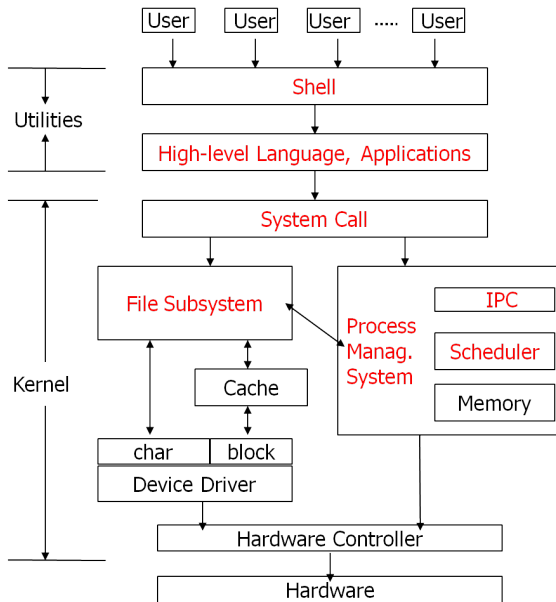 User User User ..... User
Shell
Utilities
High-level Language, Applications
System Call
File Subsystem
IPC
Process
Manag.
System
Scheduler
Kernel
Cache
Memory
char block
Device Driver
Hardware Controller
Hardware